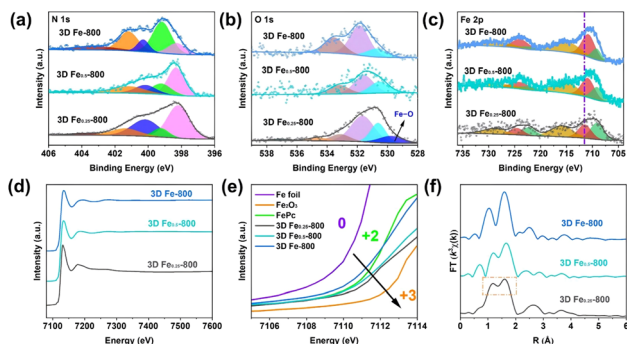 (a)
N 1s
3D Fe-800
3D Fe₀.₅-800
3D Fe₀.₂₅-800
Intensity (a.u.)
406 404 402 400 398 396
Binding Energy (eV)
(b)
O 1s
3D Fe-800
3D Fe₀.₅-800
3D Fe₀.₂₅-800
Fe-O
Intensity (a.u.)
538 536 534 532 530 528
Binding Energy (eV)
(c)
Fe 2p
3D Fe-800
3D Fe₀.₅-800
3D Fe₀.₂₅-800
Intensity (a.u.)
735 730 725 720 715 710 705
Binding Energy (eV)
(d)
3D Fe-800
3D Fe₀.₅-800
3D Fe₀.₂₅-800
Intensity (a.u.)
7100 7200 7300 7400 7500 7600
Energy (eV)
(e)
Fe foil
Fe₂O₃
FePc
3D Fe₀.₂₅-800
3D Fe₀.₅-800
3D Fe-800
0
+2
+3
Intensity (a.u.)
7106 7108 7110 7112 7114
Energy (eV)
(f)
3D Fe-800
3D Fe₀.₅-800
3D Fe₀.₂₅-800
FT (k³χ(k))
0 1 2 3 4 5 6
R (Å)